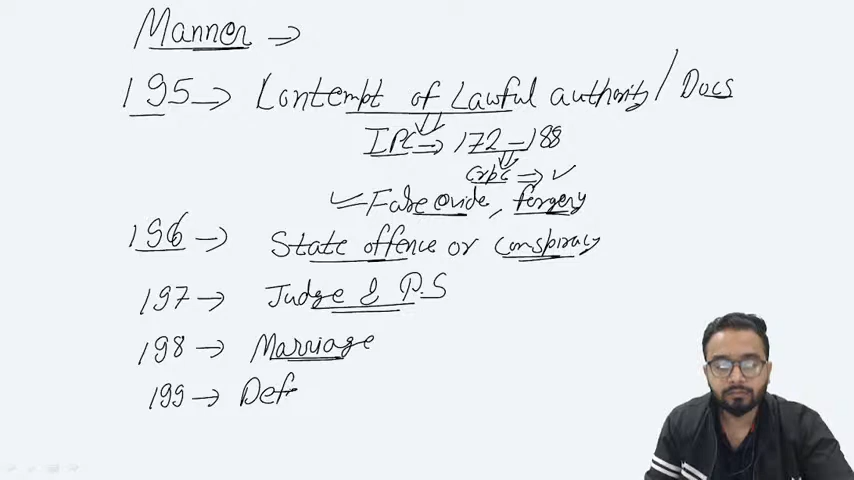 Manner →
195 → Contempt of Lawful authority / Docs
IPC ⇒ 172 - 188
CrPC ⇒ ✓
✓ False evide, forgery
196 → State offence or conspiracy
197 → Judge & P.S
198 → Marriage
199 → Def